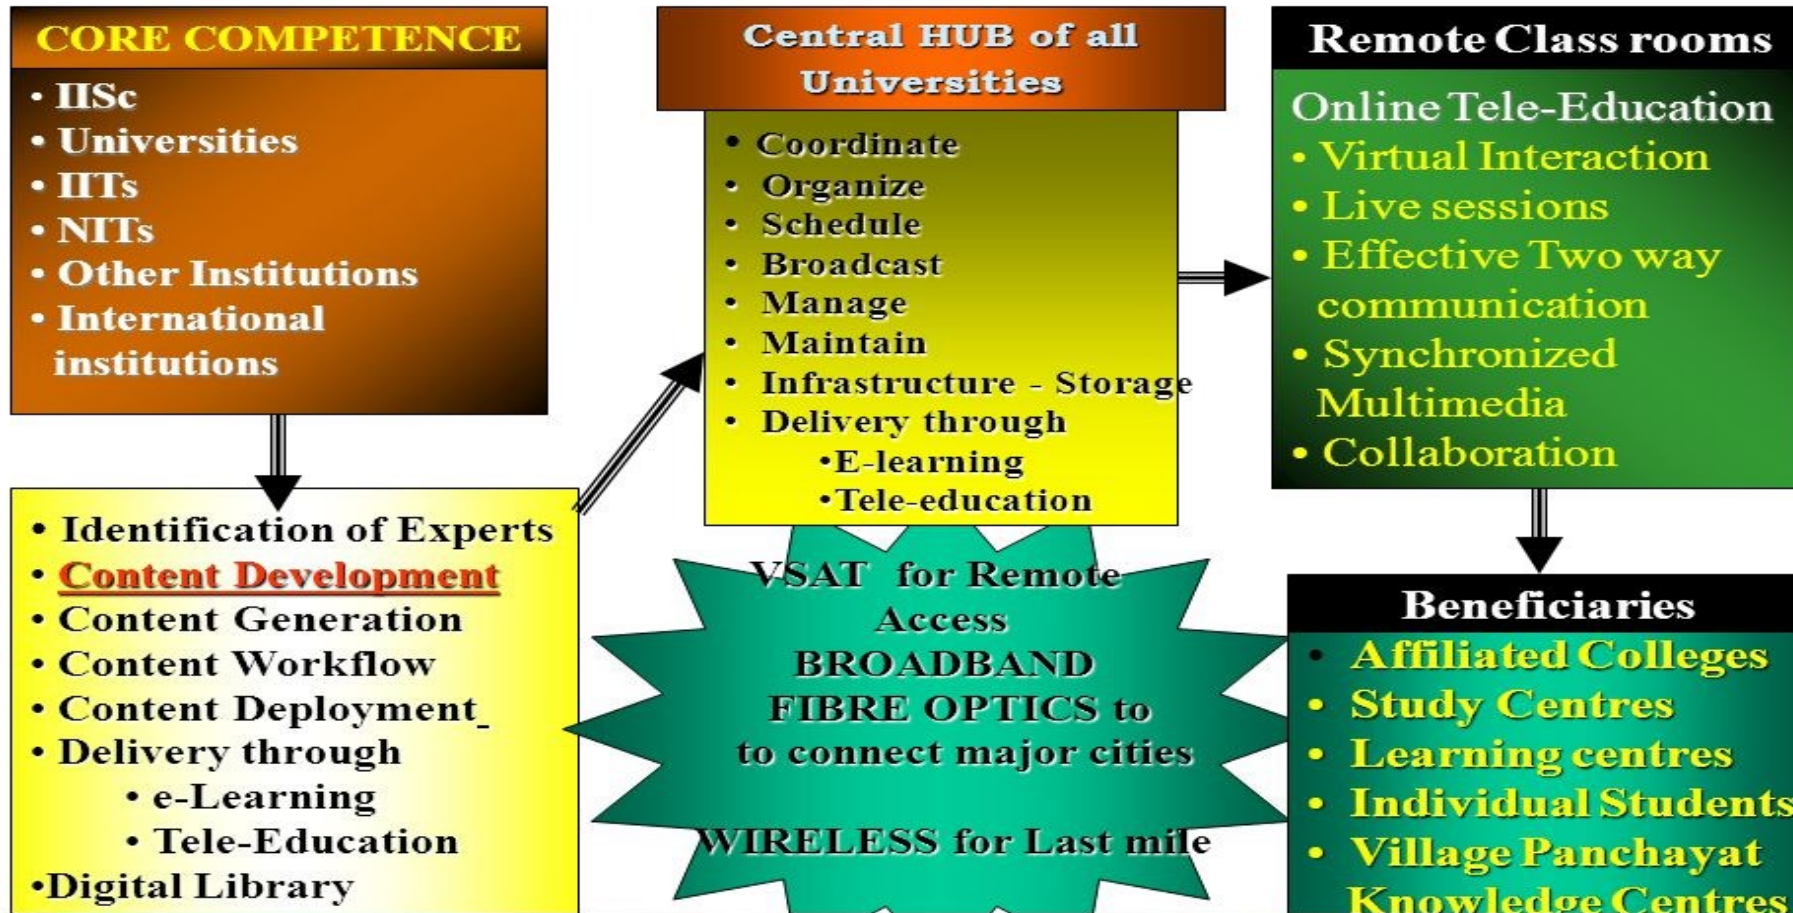 CORE COMPETENCE
• IISc
• Universities
• IITs
• NITs
• Other Institutions
• International
institutions
• Identification of Experts
• Content Development
• Content Generation
• Content Workflow
• Content Deployment_
• Delivery through
• e-Learning
• Tele-Education
•Digital Library
Central HUB of all
Universities
• Coordinate
• Organize
• Schedule
• Broadcast
• Manage
• Maintain
• Infrastructure - Storage
• Delivery through
•E-learning
•Tele-education
VSAT for Remote
Access
BROADBAND
FIBRE OPTICS to
to connect major cities
WIRELESS for Last mile
Remote Class rooms
Online Tele-Education
• Virtual Interaction
• Live sessions
• Effective Two way
communication
• Synchronized
Multimedia
• Collaboration
Beneficiaries
• Affiliated Colleges
• Study Centres
• Learning centres
• Individual Students
• Village Panchayat
Knowledge Centres